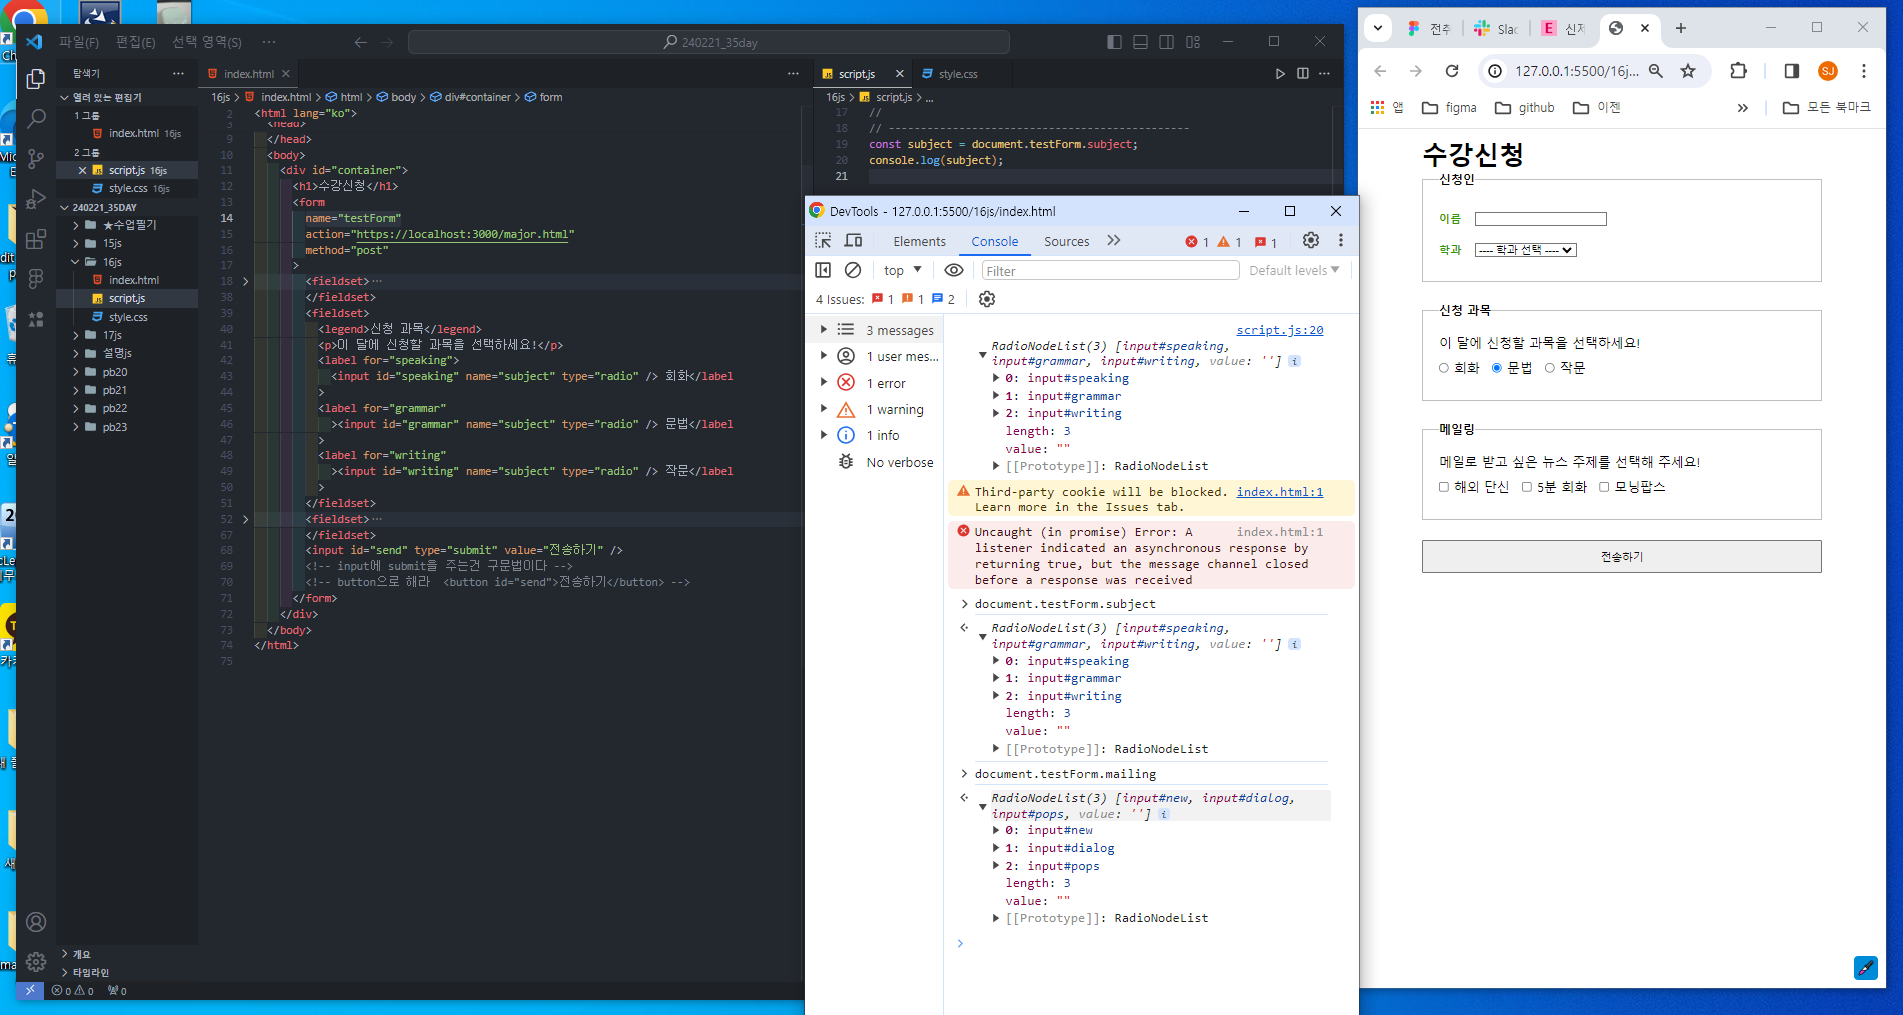 파일(F) 편집(E) 선택 영역(S) ···
240221_35day
탐색기 ···
열려 있는 편집기
1 그룹
index.html 16js
2 그룹
script.js 16js
style.css 16js
240221_35DAY
★수업필기
15js
16js
index.html
script.js
style.css
17js
설명js
pb20
pb21
pb22
pb23
개요
타임라인
0 0 0
index.html
16js > index.html > html > body > div#container > form
2 <html lang="ko">
3 <head>
9 </head>
10 <body>
11 <div id="container">
12 <h1>수강신청</h1>
13 <form
14 name="testForm"
15 action="https://localhost:3000/major.html"
16 method="post"
17 >
18 <fieldset>···
38 </fieldset>
39 <fieldset>
40 <legend>신청 과목</legend>
41 <p>이 달에 신청할 과목을 선택하세요!</p>
42 <label for="speaking">
43 <input id="speaking" name="subject" type="radio" /> 회화</label
44 >
45 <label for="grammar"
46 ><input id="grammar" name="subject" type="radio" /> 문법</label
47 >
48 <label for="writing"
49 ><input id="writing" name="subject" type="radio" /> 작문</label
50 >
51 </fieldset>
52 <fieldset>···
67 </fieldset>
68 <input id="send" type="submit" value="전송하기" />
69 <!-- input에 submit을 주는건 구문법이다 -->
70 <!-- button으로 해라 <button id="send">전송하기</button> -->
71 </form>
72 </div>
73 </body>
74 </html>
75
script.js style.css
16js > script.js > ...
17 //
18 // -----------------------------------------------
19 const subject = document.testForm.subject;
20 console.log(subject);
21
DevTools - 127.0.0.1:5500/16js/index.html
Elements Console Sources 1 1 1
top Filter Default levels
4 Issues: 1 1 2
3 messages
1 user mes...
1 error
1 warning
1 info
No verbose
script.js:20
RadioNodeList(3) [input#speaking,
input#grammar, input#writing, value: '']
0: input#speaking
1: input#grammar
2: input#writing
length: 3
value: ""
[[Prototype]]: RadioNodeList
Third-party cookie will be blocked. index.html:1
Learn more in the Issues tab.
Uncaught (in promise) Error: A index.html:1
listener indicated an asynchronous response by
returning true, but the message channel closed
before a response was received
document.testForm.subject
RadioNodeList(3) [input#speaking,
input#grammar, input#writing, value: '']
0: input#speaking
1: input#grammar
2: input#writing
length: 3
value: ""
[[Prototype]]: RadioNodeList
document.testForm.mailing
RadioNodeList(3) [input#new, input#dialog,
input#pops, value: '']
0: input#new
1: input#dialog
2: input#pops
length: 3
value: ""
[[Prototype]]: RadioNodeList
127.0.0.1:5500/16j... SJ
앱 figma github 이젠 모든 북마크
수강신청
신청인
이름
학과 ---- 학과 선택 ----
신청 과목
이 달에 신청할 과목을 선택하세요!
회화 문법 작문
메일링
메일로 받고 싶은 뉴스 주제를 선택해 주세요!
해외 단신 5분 회화 모닝팝스
전송하기